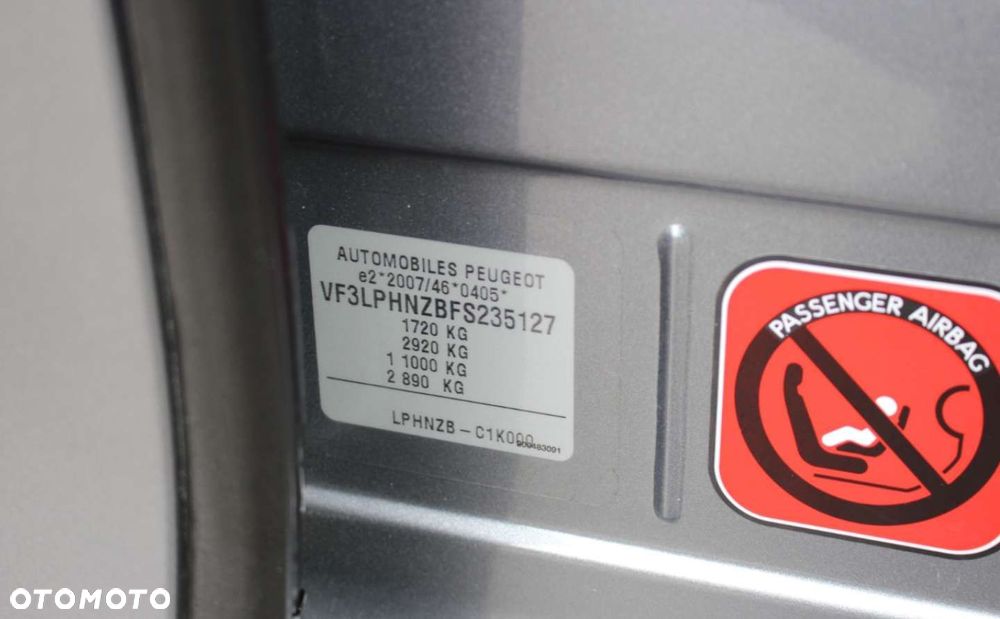 AUTOMOBILES PEUGEOT
e2*2007/46*0405*
VF3LPHNZBFS235127
1720 KG
2920 KG
1 1000 KG
2 890 KG
LPHNZB-C1K000
909483091
PASSENGER AIRBAG
OTOMOTO